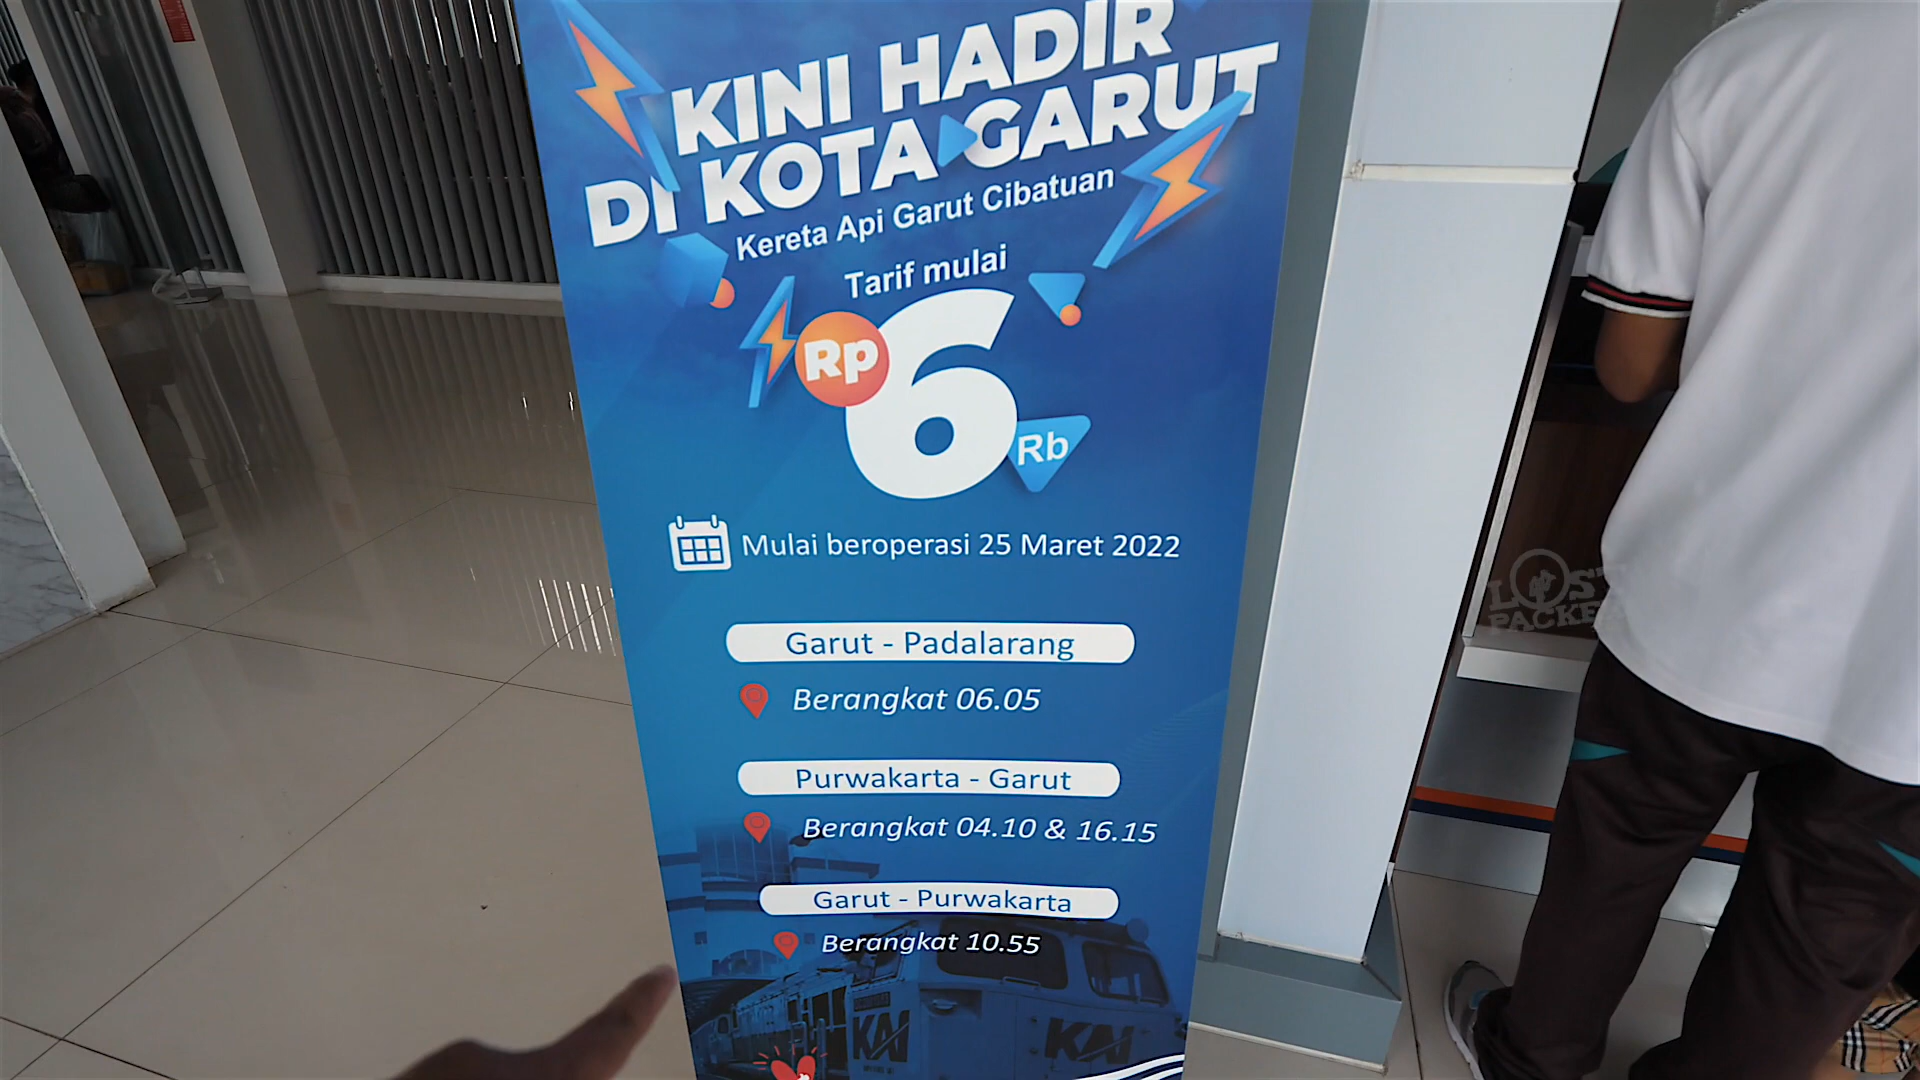 KINI HADIR
DI KOTA GARUT
Kereta Api Garut Cibatuan
Tarif mulai
Rp 6 Rb
Mulai beroperasi 25 Maret 2022
Garut - Padalarang
Berangkat 06.05
Purwakarta - Garut
Berangkat 04.10 & 16.15
Garut - Purwakarta
Berangkat 10.55
KAI KAI
LOST
PACKER